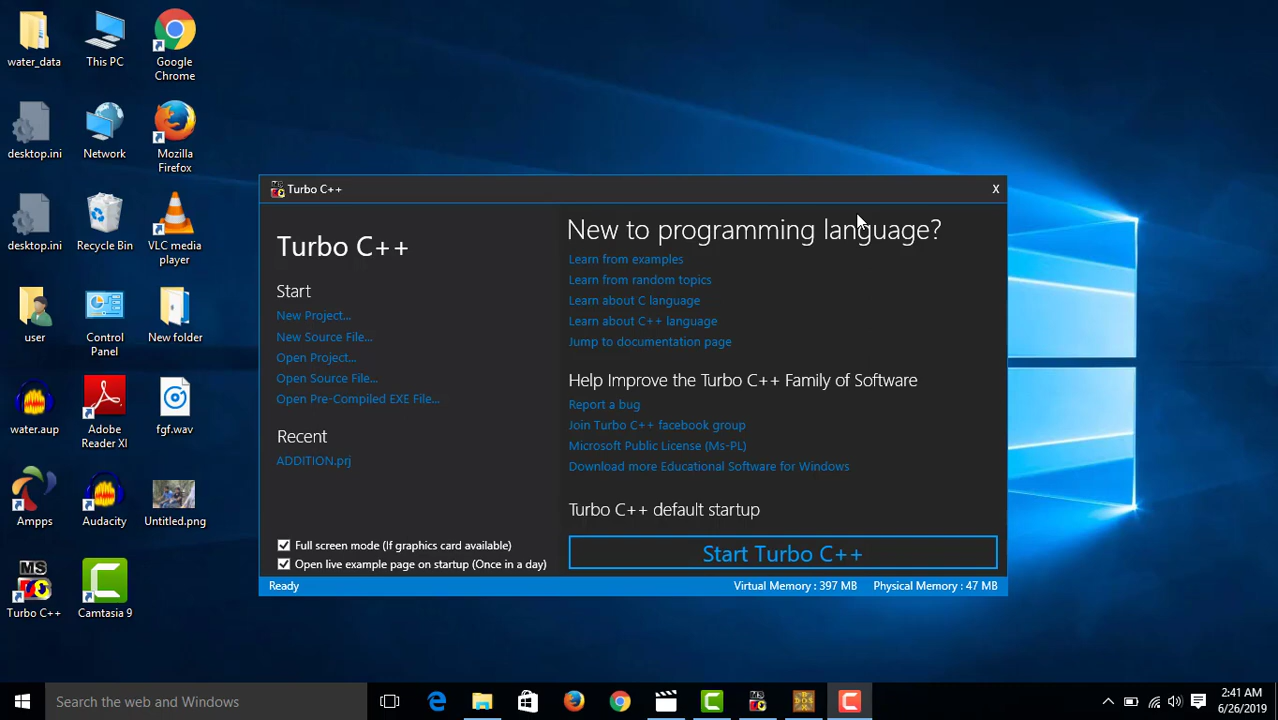 water_data
This PC
Google
Chrome
desktop.ini
Network
Mozilla
Firefox
desktop.ini
Recycle Bin
VLC media
player
user
Control
Panel
New folder
water.aup
Adobe
Reader XI
fgf.wav
Ampps
Audacity
Untitled.png
Turbo C++
Camtasia 9
Turbo C++
X
Turbo C++
Start
New Project...
New Source File...
Open Project...
Open Source File...
Open Pre-Compiled EXE File...
Recent
ADDITION.prj
Full screen mode (If graphics card available)
Open live example page on startup (Once in a day)
New to programming language?
Learn from examples
Learn from random topics
Learn about C language
Learn about C++ language
Jump to documentation page
Help Improve the Turbo C++ Family of Software
Report a bug
Join Turbo C++ facebook group
Microsoft Public License (Ms-PL)
Download more Educational Software for Windows
Turbo C++ default startup
Start Turbo C++
Ready
Virtual Memory : 397 MB
Physical Memory : 47 MB
Search the web and Windows
2:41 AM
6/26/2019